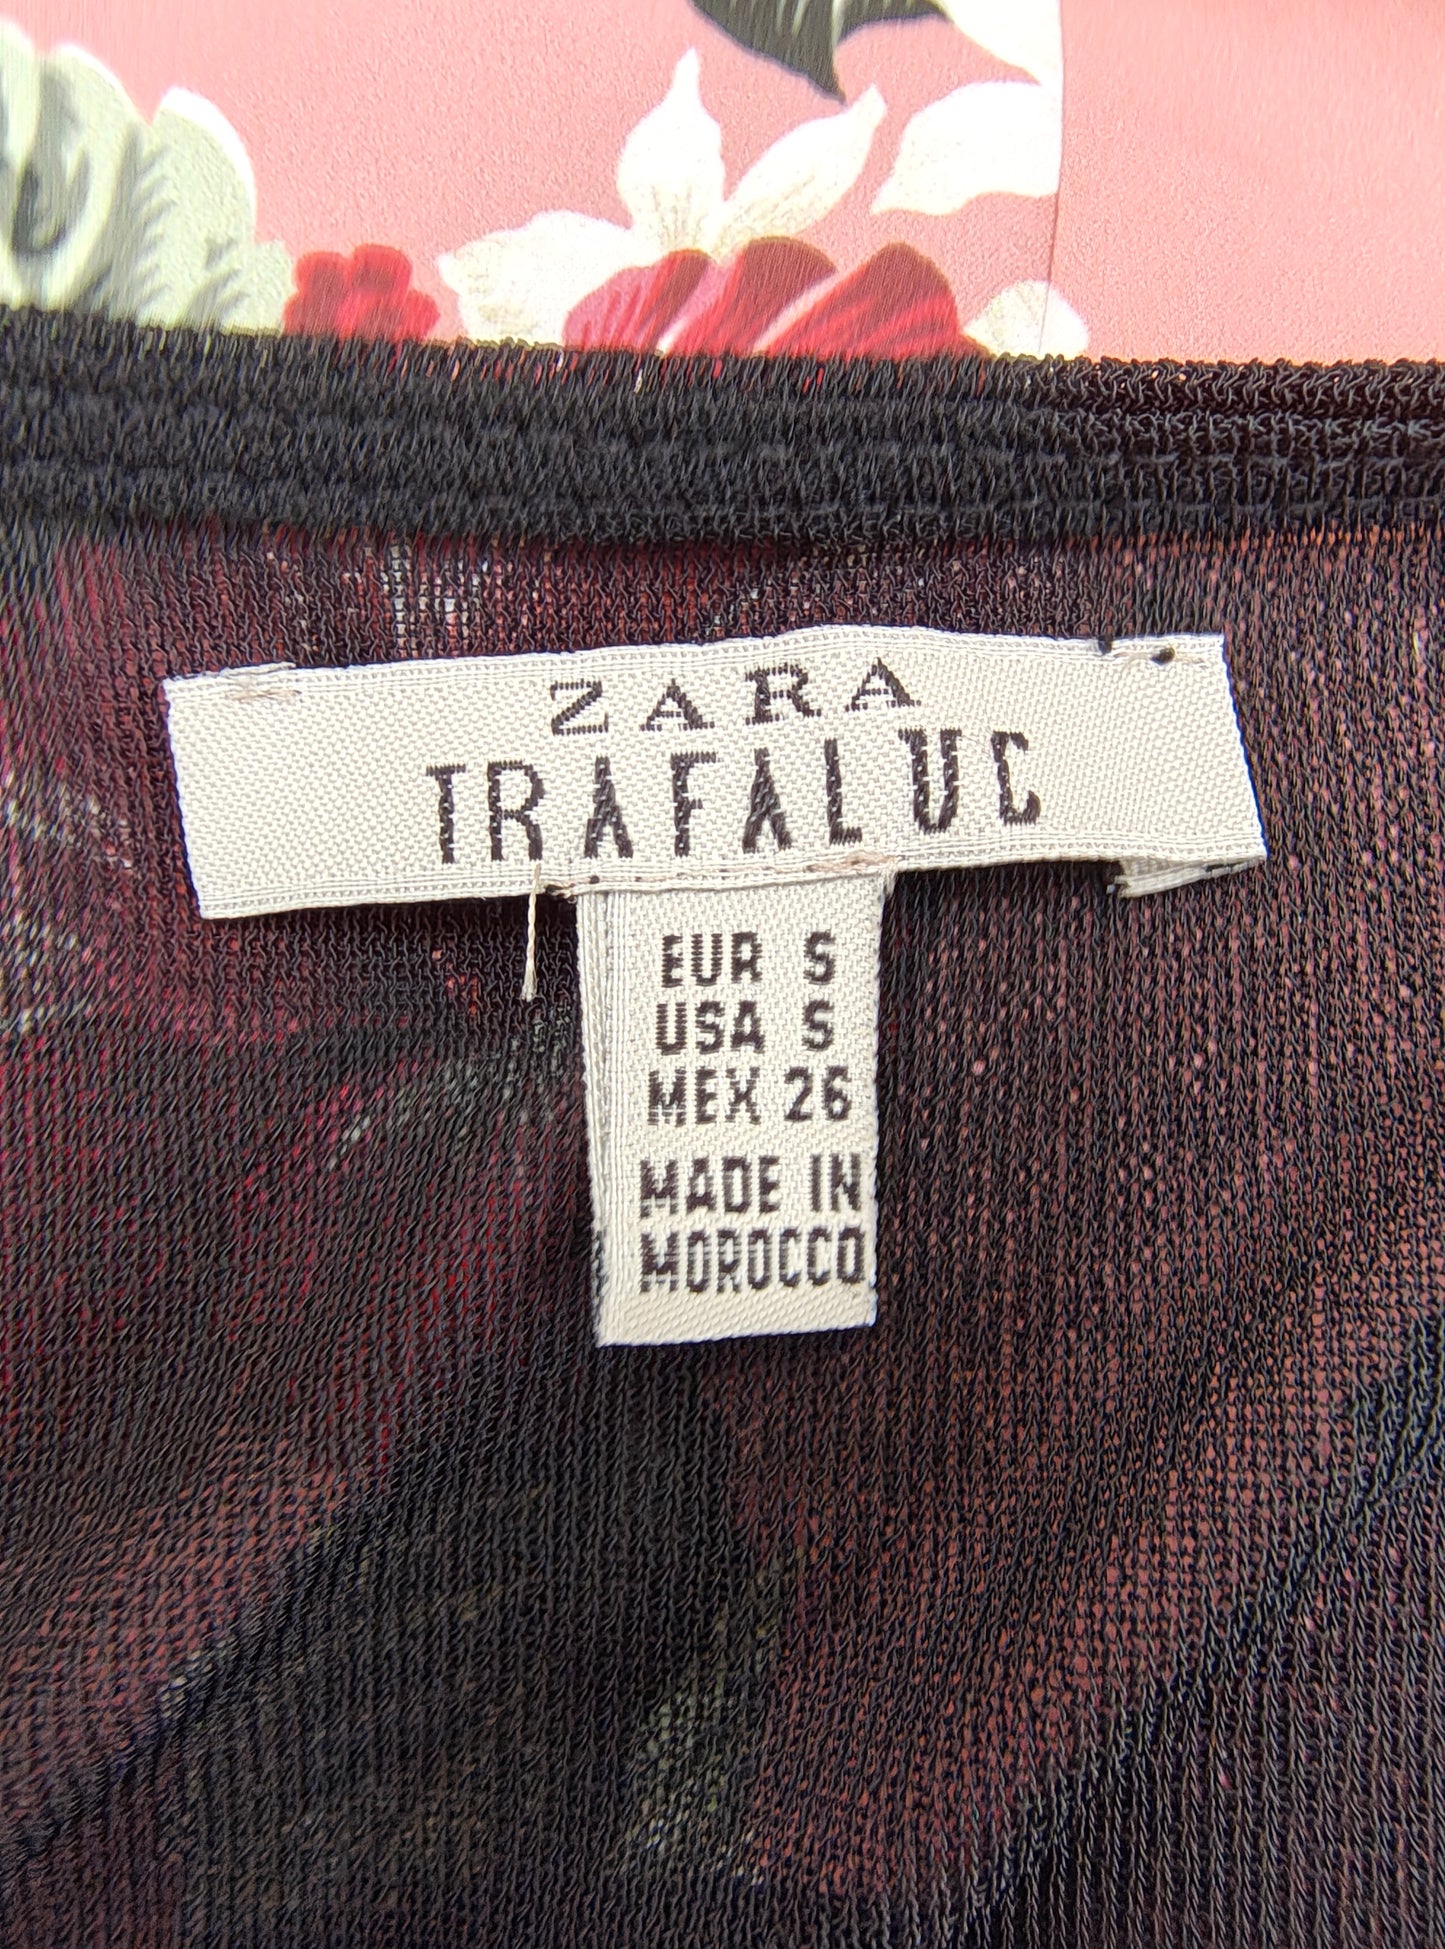 ZARA
TRAFALUC
EUR S
USA S
MEX 26
MADE IN
MOROCCO